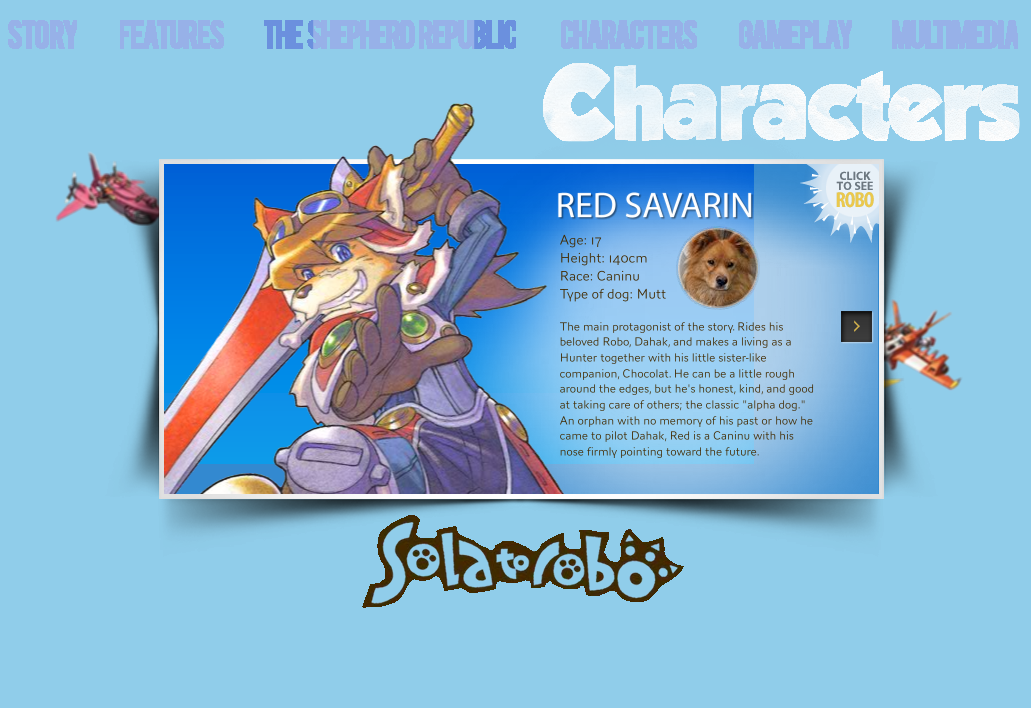 STORY FEATURES THE SHEPHERD REPUBLIC CHARACTERS GAMEPLAY MULTIMEDIA
Characters
CLICK
TO SEE
ROBO
RED SAVARIN
Age: 17
Height: 140cm
Race: Caninu
Type of dog: Mutt
The main protagonist of the story. Rides his
beloved Robo, Dahak, and makes a living as a
Hunter together with his little sister-like
companion, Chocolat. He can be a little rough
around the edges, but he's honest, kind, and good
at taking care of others; the classic "alpha dog."
An orphan with no memory of his past or how he
came to pilot Dahak, Red is a Caninu with his
nose firmly pointing toward the future.
Solatorobo